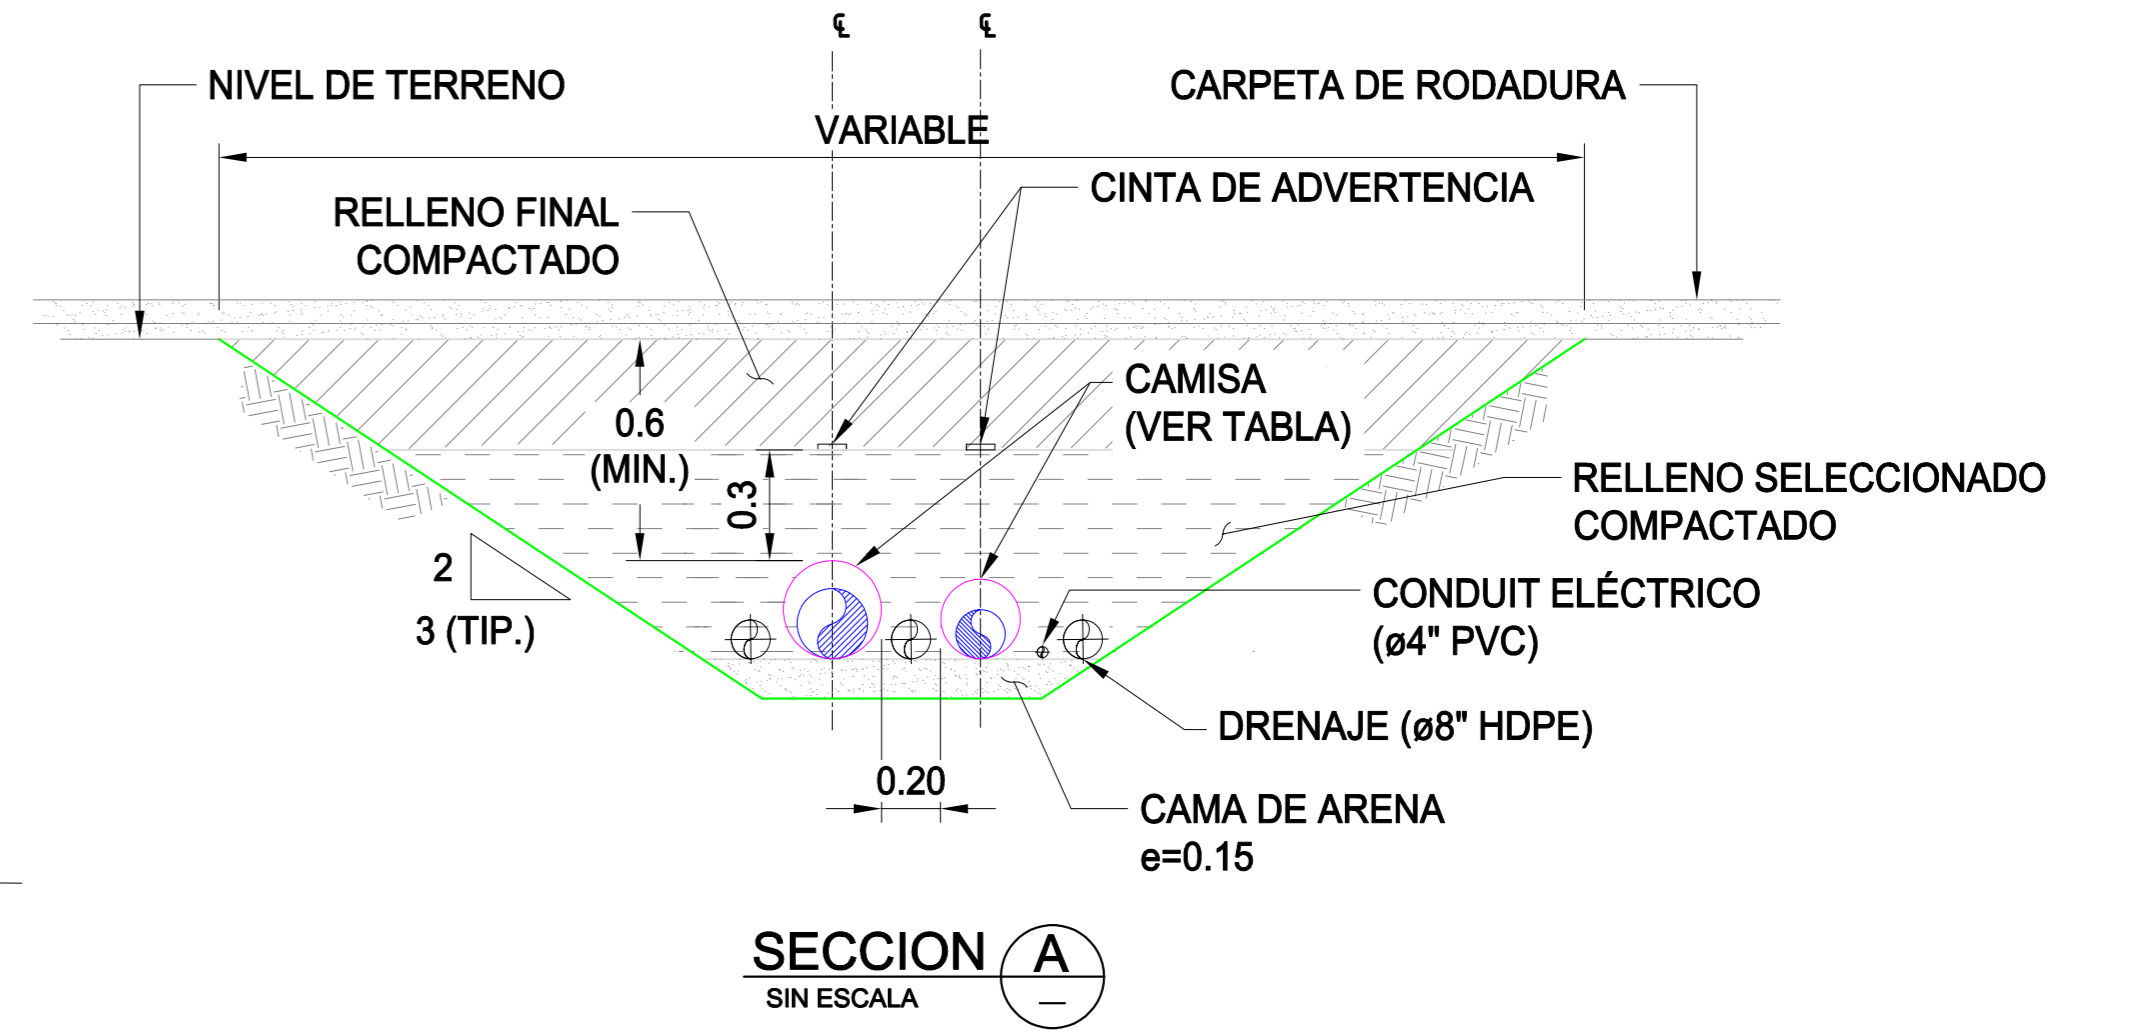 ℄ ℄
NIVEL DE TERRENO
CARPETA DE RODADURA
VARIABLE
CINTA DE ADVERTENCIA
RELLENO FINAL
COMPACTADO
CAMISA
(VER TABLA)
0.6
(MIN.)
0.3
RELLENO SELECCIONADO
COMPACTADO
2
3 (TIP.)
CONDUIT ELÉCTRICO
(ø4" PVC)
DRENAJE (ø8" HDPE)
0.20
CAMA DE ARENA
e=0.15
SECCION A
SIN ESCALA –